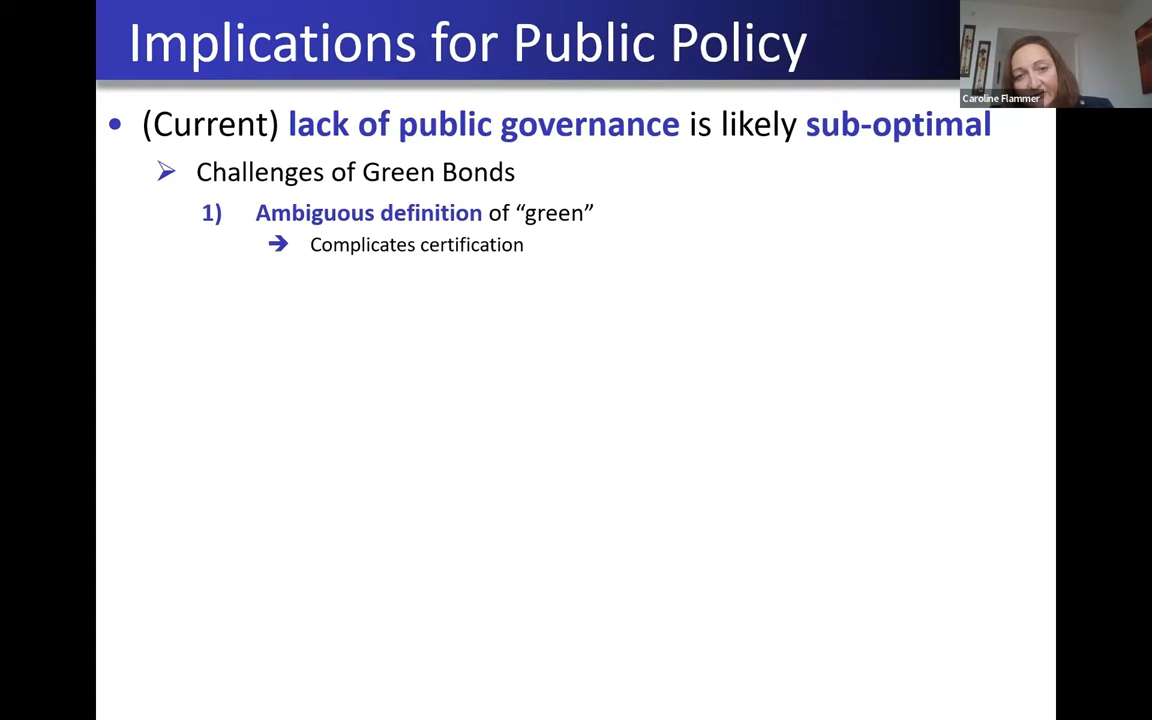 Implications for Public Policy
Caroline Flammer
• (Current) lack of public governance is likely sub-optimal
➢ Challenges of Green Bonds
1) Ambiguous definition of “green”
➔ Complicates certification